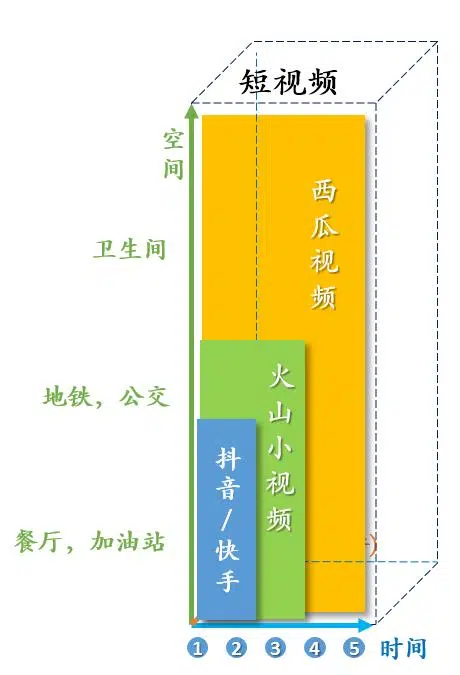 短视频
空间
西瓜视频
卫生间
火山小视频
地铁，公交
抖音/快手
餐厅，加油站
1 2 3 4 5 时间